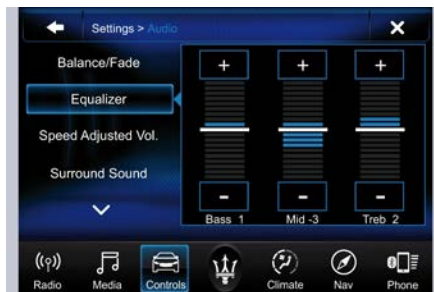 Settings > Audio
Balance/Fade
Equalizer
Speed Adjusted Vol.
Surround Sound
+ + +
- - -
Bass 1 Mid -3 Treb 2
Radio Media Controls Climate Nav Phone